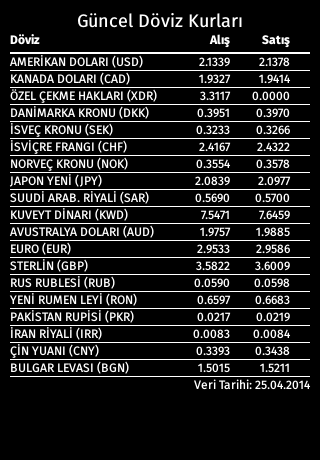 Güncel Döviz Kurları
Döviz Alış Satış
AMERİKAN DOLARI (USD) 2.1339 2.1378
KANADA DOLARI (CAD) 1.9327 1.9414
ÖZEL ÇEKME HAKLARI (XDR) 3.3117 0.0000
DANİMARKA KRONU (DKK) 0.3951 0.3970
İSVEÇ KRONU (SEK) 0.3233 0.3266
İSVİÇRE FRANGI (CHF) 2.4167 2.4322
NORVEÇ KRONU (NOK) 0.3554 0.3578
JAPON YENİ (JPY) 2.0839 2.0977
SUUDİ ARAB. RİYALİ (SAR) 0.5690 0.5700
KUVEYT DİNARI (KWD) 7.5471 7.6459
AVUSTRALYA DOLARI (AUD) 1.9757 1.9885
EURO (EUR) 2.9533 2.9586
STERLİN (GBP) 3.5822 3.6009
RUS RUBLESİ (RUB) 0.0590 0.0598
YENİ RUMEN LEYİ (RON) 0.6597 0.6683
PAKİSTAN RUPİSİ (PKR) 0.0217 0.0219
İRAN RİYALİ (IRR) 0.0083 0.0084
ÇİN YUANI (CNY) 0.3393 0.3438
BULGAR LEVASI (BGN) 1.5015 1.5211
Veri Tarihi: 25.04.2014